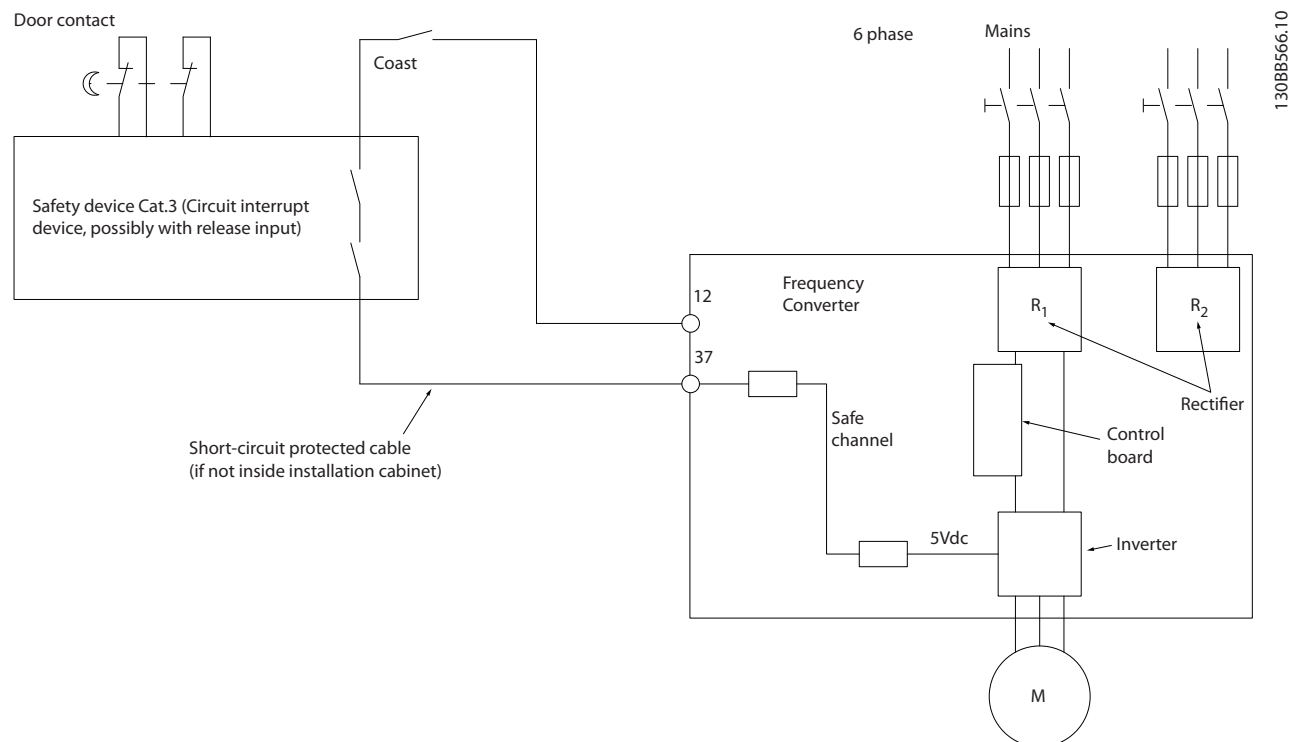 Door contact
Coast
6 phase
Mains
130BB566.10
Safety device Cat.3 (Circuit interrupt
device, possibly with release input)
12
Frequency
Converter
R1
R2
37
Rectifier
Safe
channel
Control
board
Short-circuit protected cable
(if not inside installation cabinet)
5Vdc
Inverter
M